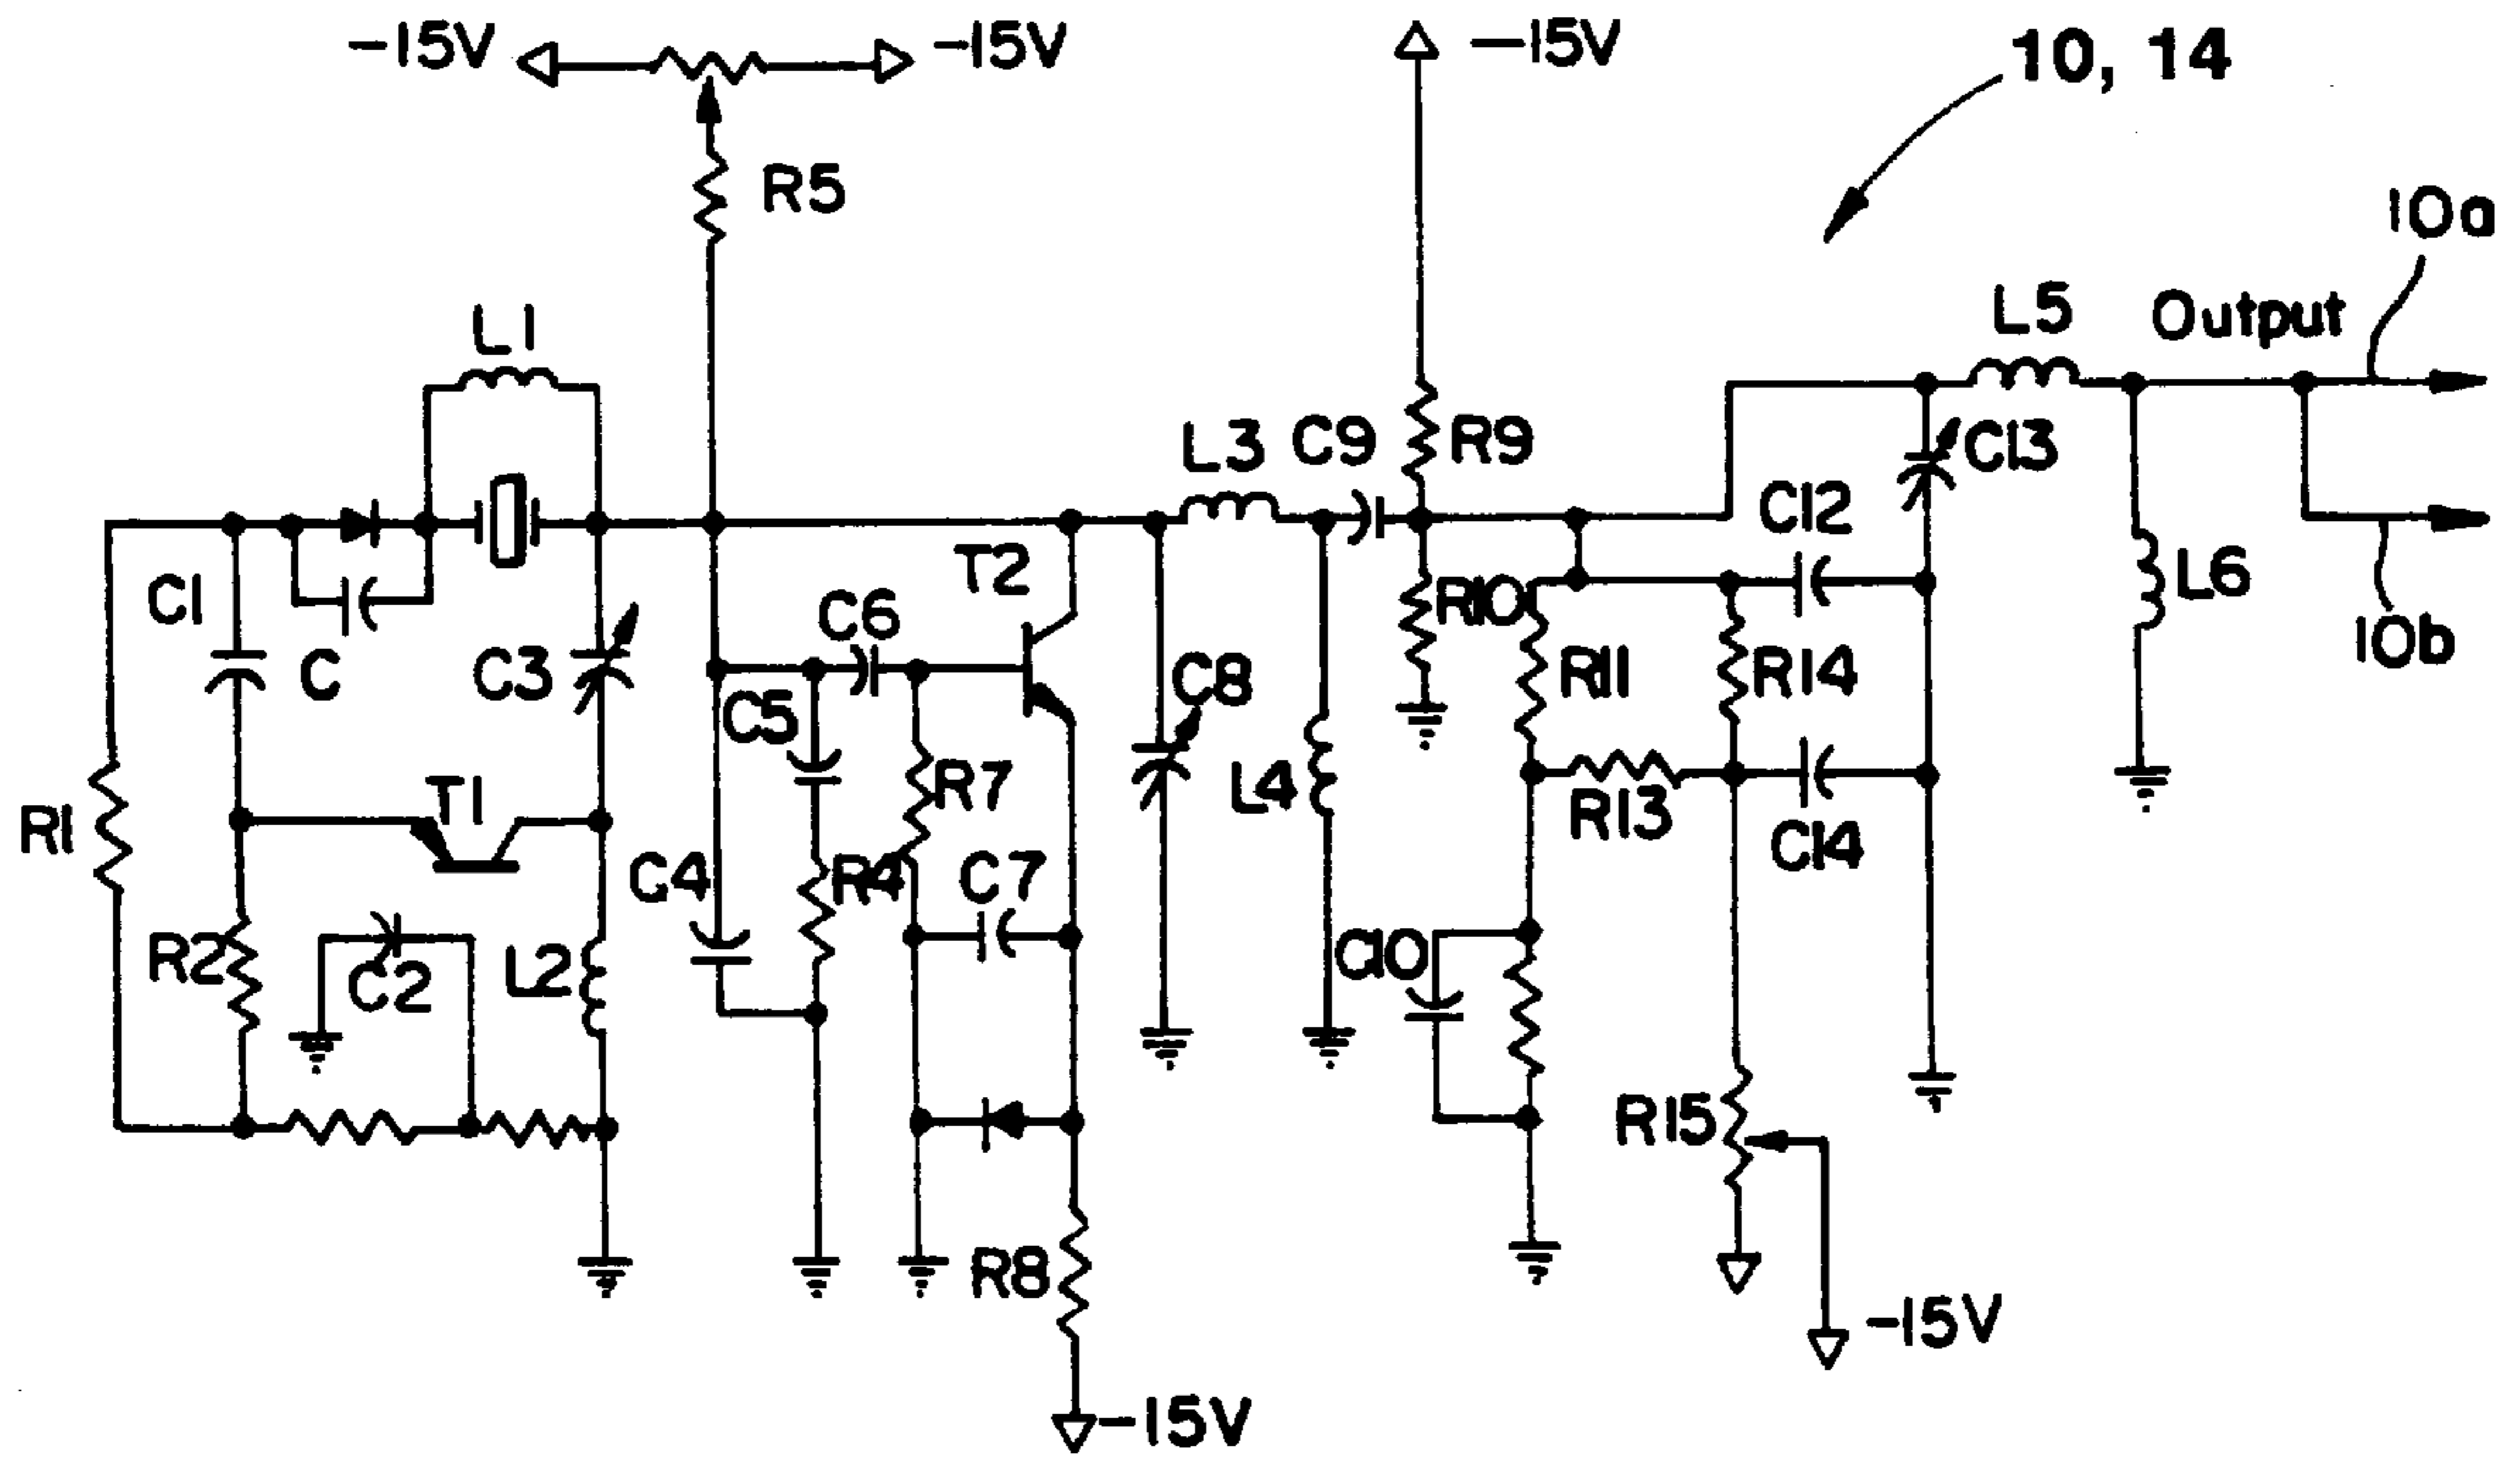 -15V
-15V
-15V
10, 14
R5
10a
L1
L5
Output
L3
C9
R9
C13
C12
T2
C1
C6
R10
L6
C
C3
C8
10b
R11
R14
C5
T1
R7
L4
R1
R13
C14
C4
R4
C7
R2
C2
L2
C10
R15
R8
-15V
-15V